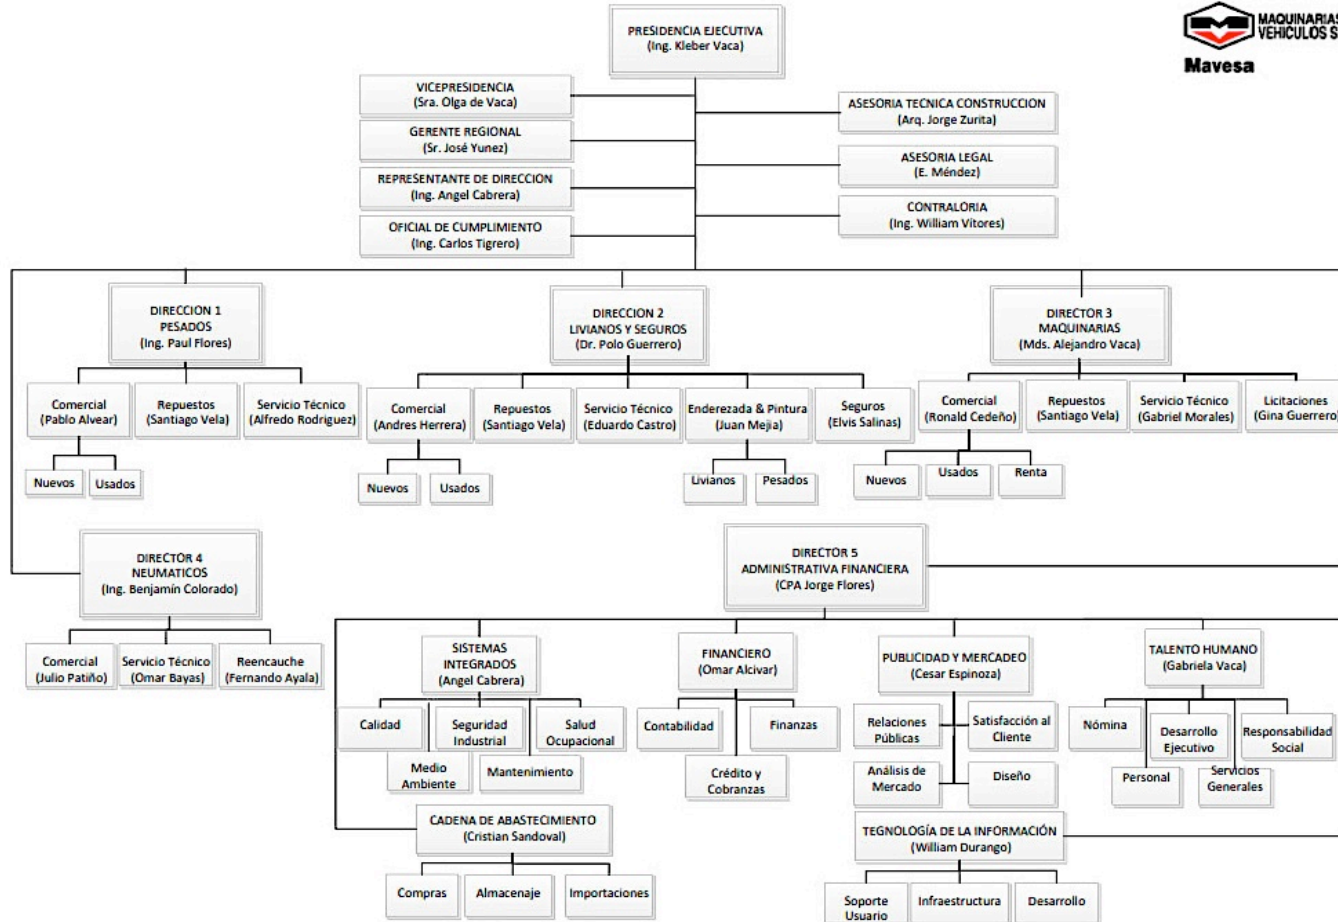 MAQUINARIAS
VEHICULOS S
Mavesa
PRESIDENCIA EJECUTIVA
(Ing. Kleber Vaca)
VICEPRESIDENCIA
(Sra. Olga de Vaca)
ASESORIA TECNICA CONSTRUCCION
(Arq. Jorge Zurita)
GERENTE REGIONAL
(Sr. José Yunez)
ASESORIA LEGAL
(E. Méndez)
REPRESENTANTE DE DIRECCION
(Ing. Angel Cabrera)
CONTRALORIA
(Ing. William Vítores)
OFICIAL DE CUMPLIMIENTO
(Ing. Carlos Tigrero)
DIRECCION 1
PESADOS
(Ing. Paul Flores)
DIRECCION 2
LIVIANOS Y SEGUROS
(Dr. Polo Guerrero)
DIRECTOR 3
MAQUINARIAS
(Mds. Alejandro Vaca)
Comercial
(Pablo Alvear)
Repuestos
(Santiago Vela)
Servicio Técnico
(Alfredo Rodriguez)
Comercial
(Andres Herrera)
Repuestos
(Santiago Vela)
Servicio Técnico
(Eduardo Castro)
Enderezada & Pintura
(Juan Mejia)
Seguros
(Elvis Salinas)
Comercial
(Ronald Cedeño)
Repuestos
(Santiago Vela)
Servicio Técnico
(Gabriel Morales)
Licitaciones
(Gina Guerrero)
Nuevos
Usados
Nuevos
Usados
Livianos
Pesados
Nuevos
Usados
Renta
DIRECTOR 4
NEUMATICOS
(Ing. Benjamín Colorado)
DIRECTOR 5
ADMINISTRATIVA FINANCIERA
(CPA Jorge Flores)
Comercial
(Julio Patiño)
Servicio Técnico
(Omar Bayas)
Reencauche
(Fernando Ayala)
SISTEMAS
INTEGRADOS
(Angel Cabrera)
FINANCIERO
(Omar Alcivar)
PUBLICIDAD Y MERCADEO
(Cesar Espinoza)
TALENTO HUMANO
(Gabriela Vaca)
Calidad
Seguridad
Industrial
Salud
Ocupacional
Medio
Ambiente
Mantenimiento
Contabilidad
Finanzas
Crédito y
Cobranzas
Relaciones
Públicas
Satisfacción al
Cliente
Análisis de
Mercado
Diseño
Nómina
Desarrollo
Ejecutivo
Responsabilidad
Social
Personal
Servicios
Generales
CADENA DE ABASTECIMIENTO
(Cristian Sandoval)
TEGNOLOGÍA DE LA INFORMACIÓN
(William Durango)
Compras
Almacenaje
Importaciones
Soporte
Usuario
Infraestructura
Desarrollo